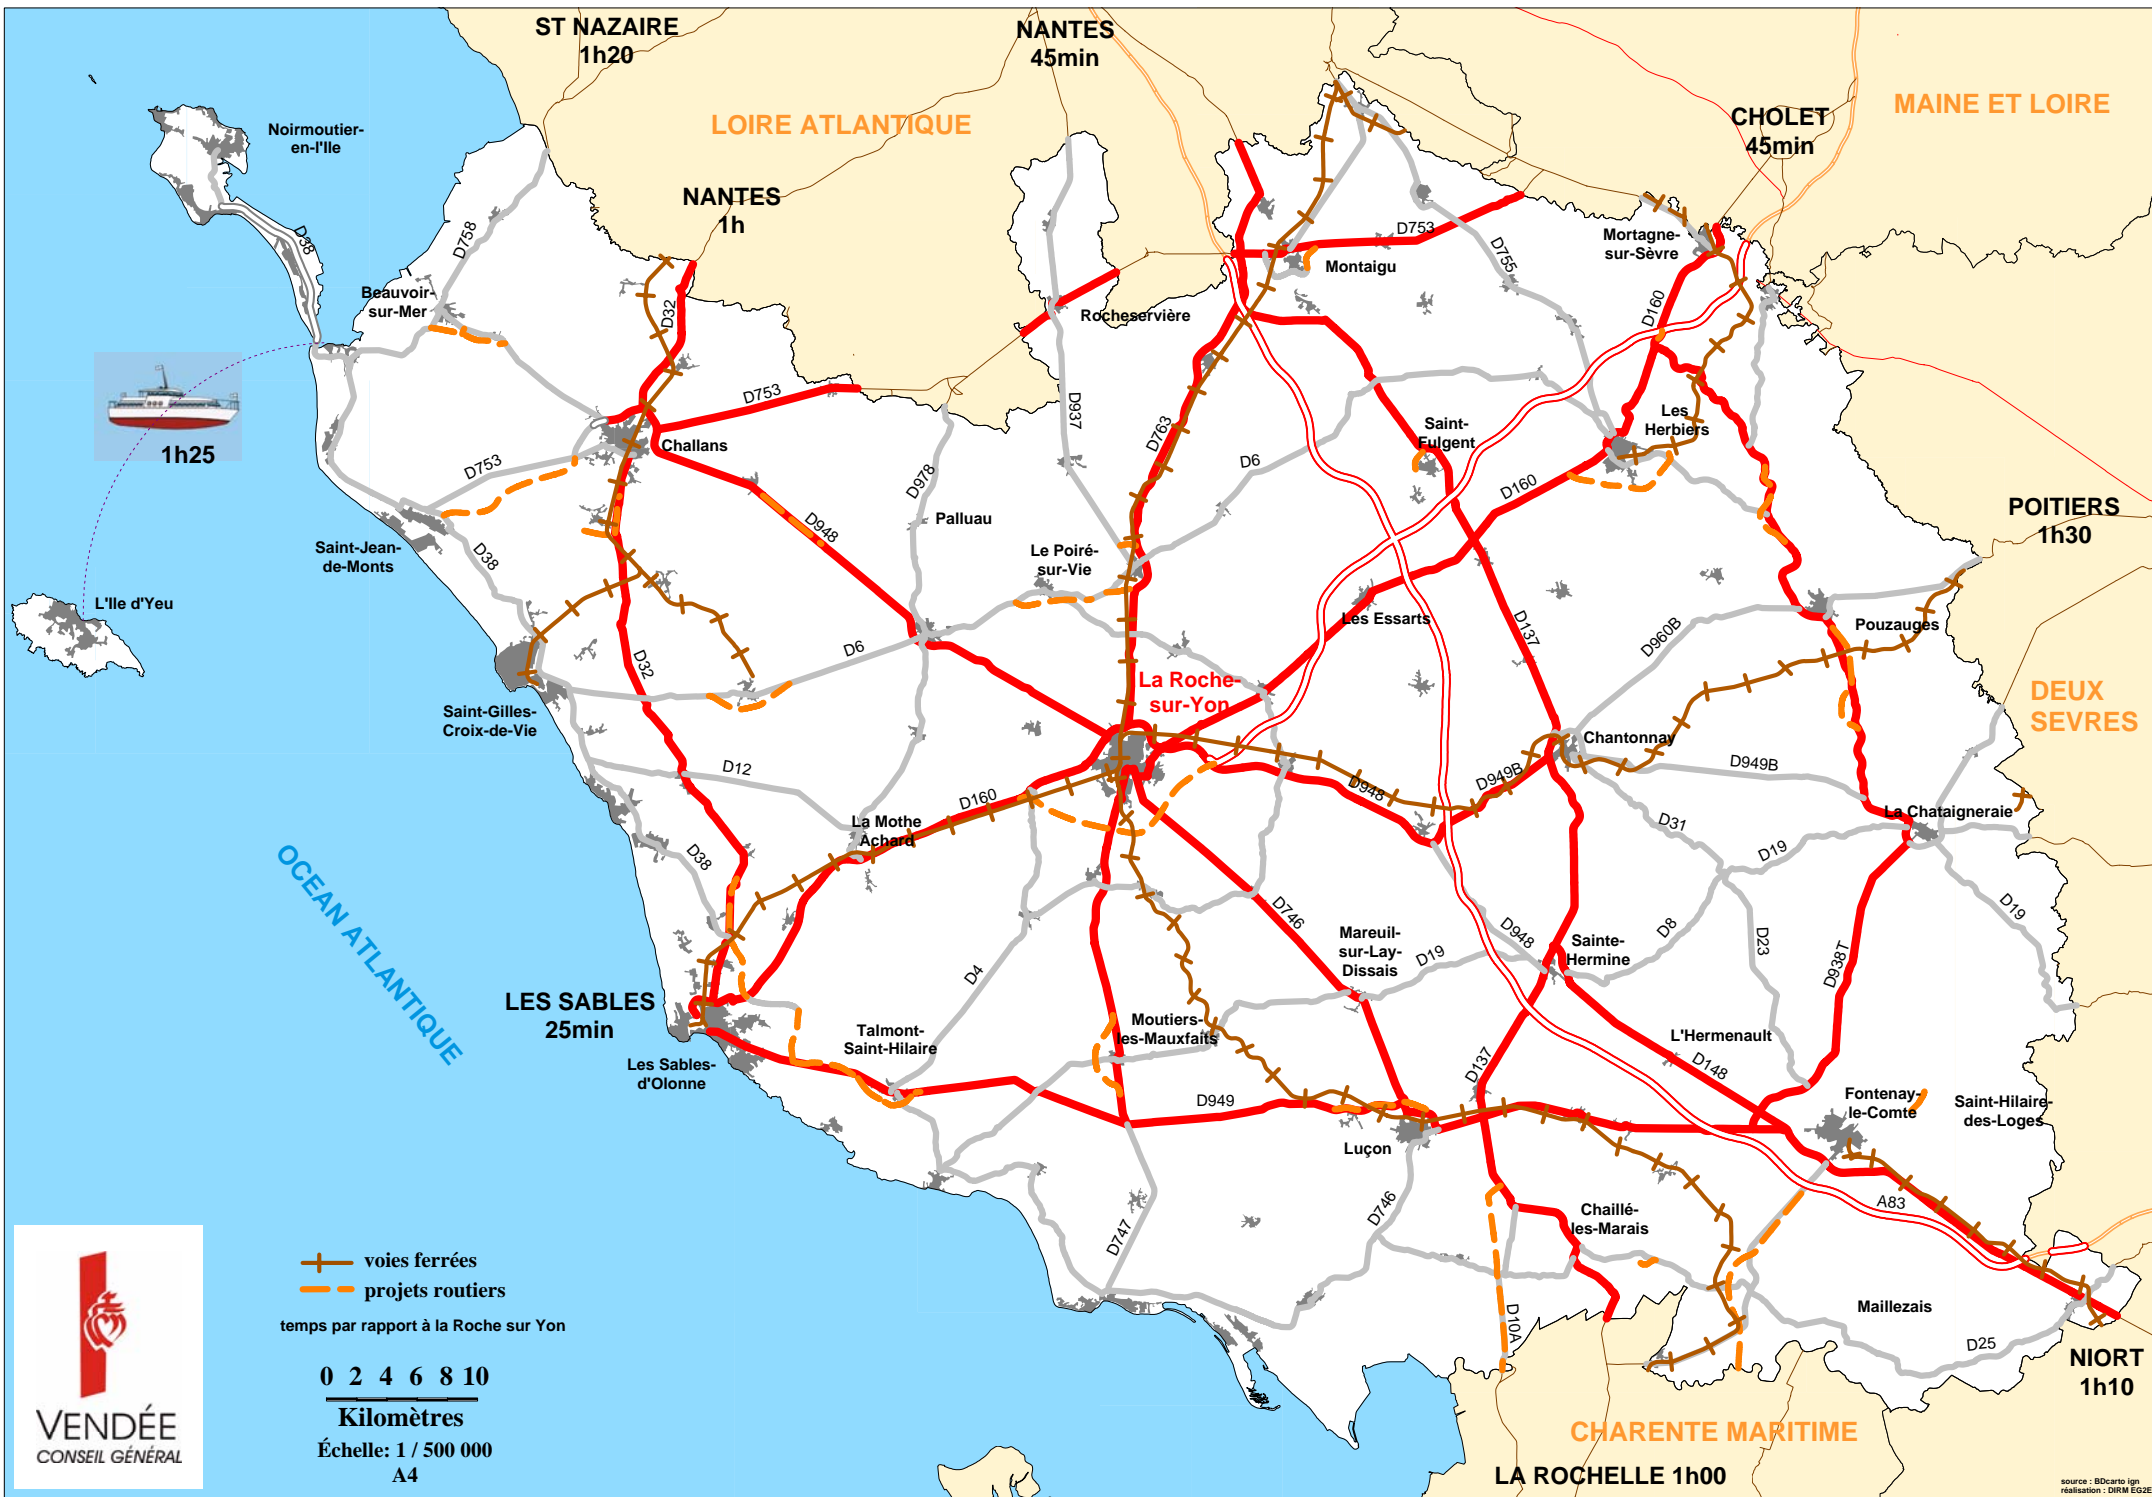 ST NAZAIRE
1h20
NANTES
45min
LOIRE ATLANTIQUE
MAINE ET LOIRE
CHOLET
45min
Noirmoutier-
en-l'Ile
NANTES
1h
D38
D758
D753
D755
Mortagne-
sur-Sèvre
Montaigu
Beauvoir-
sur-Mer
D32
Rocheservière
D160
1h25
D753
D937
D763
Challans
Saint-
Fulgent
Les
Herbiers
D753
D978
D6
D160
POITIERS
1h30
D948
Palluau
Saint-Jean-
de-Monts
D38
Le Poiré-
sur-Vie
L'Ile d'Yeu
Les Essarts
D137
D960B
Pouzauges
D6
D32
La Roche-
sur-Yon
DEUX
SEVRES
Saint-Gilles-
Croix-de-Vie
Chantonnay
D12
D949B
D949B
D948
D160
La Mothe
Achard
D31
La Chataigneraie
D38
D19
OCEAN ATLANTIQUE
D746
D19
Mareuil-
sur-Lay-
Dissais
D19
D948
Sainte-
Hermine
D8
D23
D938T
D4
LES SABLES
25min
Talmont-
Saint-Hilaire
Moutiers-
les-Mauxfaits
L'Hermenault
D148
Les Sables-
d'Olonne
D137
D949
Fontenay-
le-Comte
Saint-Hilaire-
des-Loges
Luçon
D746
Chaillé-
les-Marais
A83
D747
D10A
Maillezais
D25
NIORT
1h10
voies ferrées
projets routiers
temps par rapport à la Roche sur Yon
0 2 4 6 8 10
Kilomètres
Échelle: 1 / 500 000
A4
VENDÉE
CONSEIL GÉNÉRAL
CHARENTE MARITIME
LA ROCHELLE 1h00
source : BDcarto ign
réalisation : DIRM EG2E